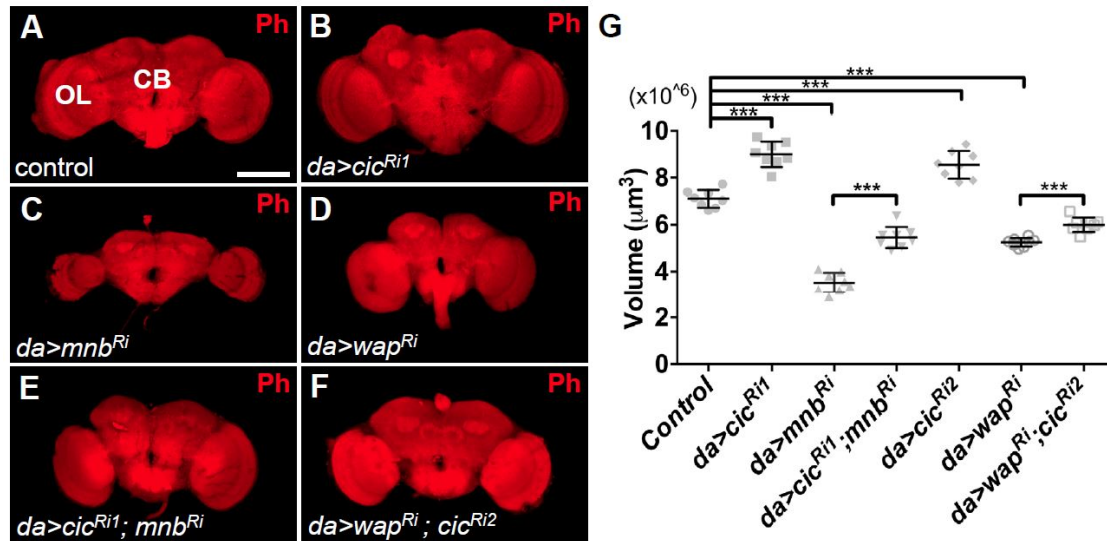 A Ph
OL CB
control
B Ph
da>cic^Ri1
C Ph
da>mnb^Ri
D Ph
da>wap^Ri
E Ph
da>cic^Ri1; mnb^Ri
F Ph
da>wap^Ri ; cic^Ri2
G
***
***
***
***
***
***
(x10^6)
Volume (μm³)
10
8
6
4
2
0
Control
da>cic^Ri1
da>mnb^Ri
da>cic^Ri1;mnb^Ri
da>cic^Ri2
da>wap^Ri
da>wap^Ri;cic^Ri2